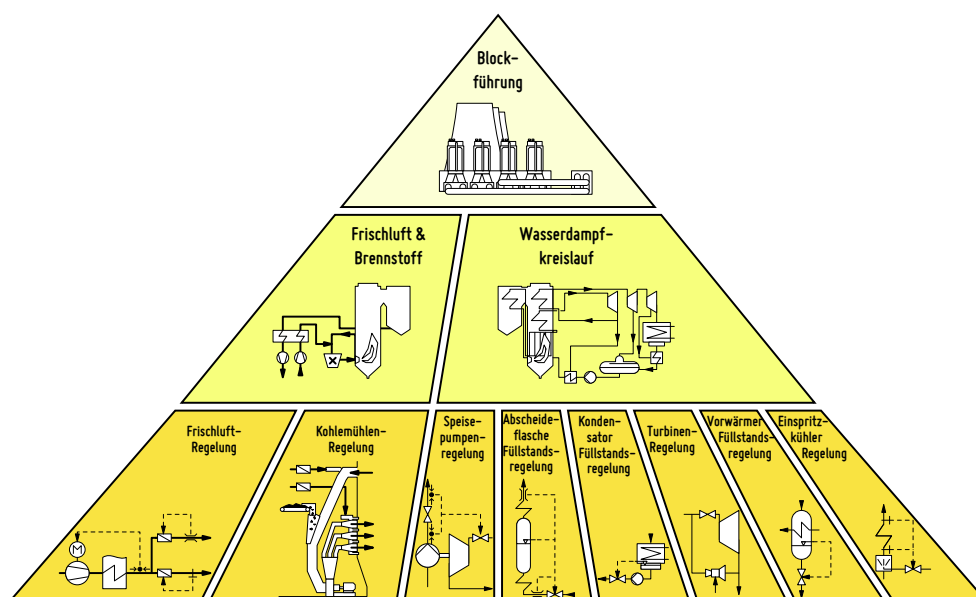 Block-
führung
Frischluft &
Brennstoff
Wasserdampf-
kreislauf
Frischluft-
Regelung
Kohlemühlen-
Regelung
Speise-
pumpen-
regelung
Abscheide-
flasche
Füllstands-
regelung
Konden-
sator
Füllstands-
regelung
Turbinen-
Regelung
Vorwärmer
Füllstands-
regelung
Einspritz-
kühler
Regelung
M